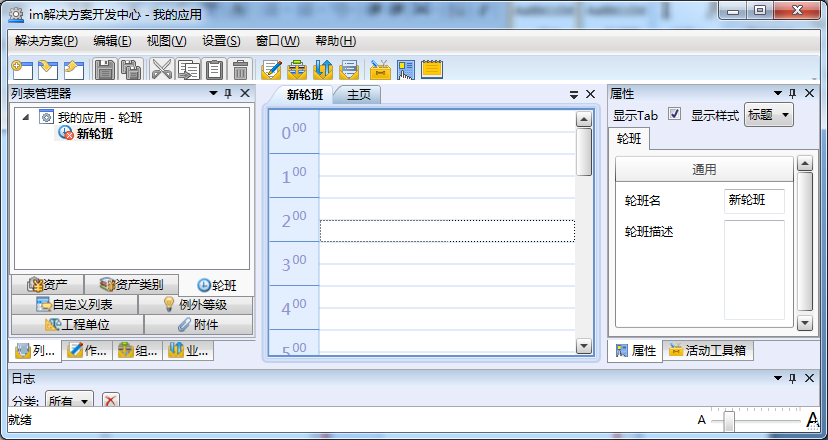 im解决方案开发中心 - 我的应用
解决方案(P) 编辑(E) 视图(V) 设置(S) 窗口(W) 帮助(H)
列表管理器
我的应用 - 轮班
新轮班
资产 资产类别 轮班
自定义列表 例外等级
工程单位 附件
列... 作... 组... 业...
新轮班 主页
0 00
1 00
2 00
3 00
4 00
5 00
属性
显示Tab 显示样式 标题
轮班
通用
轮班名 新轮班
轮班描述
属性 活动工具箱
日志
分类: 所有
就绪
A A